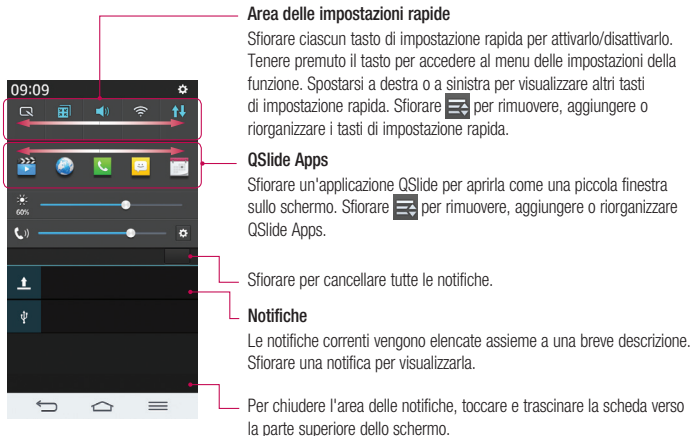 Area delle impostazioni rapide
Sfiorare ciascun tasto di impostazione rapida per attivarlo/disattivarlo.
Tenere premuto il tasto per accedere al menu delle impostazioni della
funzione. Spostarsi a destra o a sinistra per visualizzare altri tasti
di impostazione rapida. Sfiorare per rimuovere, aggiungere o
riorganizzare i tasti di impostazione rapida.
09:09
QSlide Apps
Sfiorare un'applicazione QSlide per aprirla come una piccola finestra
sullo schermo. Sfiorare per rimuovere, aggiungere o riorganizzare
QSlide Apps.
60%
Sfiorare per cancellare tutte le notifiche.
Notifiche
Le notifiche correnti vengono elencate assieme a una breve descrizione.
Sfiorare una notifica per visualizzarla.
Per chiudere l'area delle notifiche, toccare e trascinare la scheda verso
la parte superiore dello schermo.